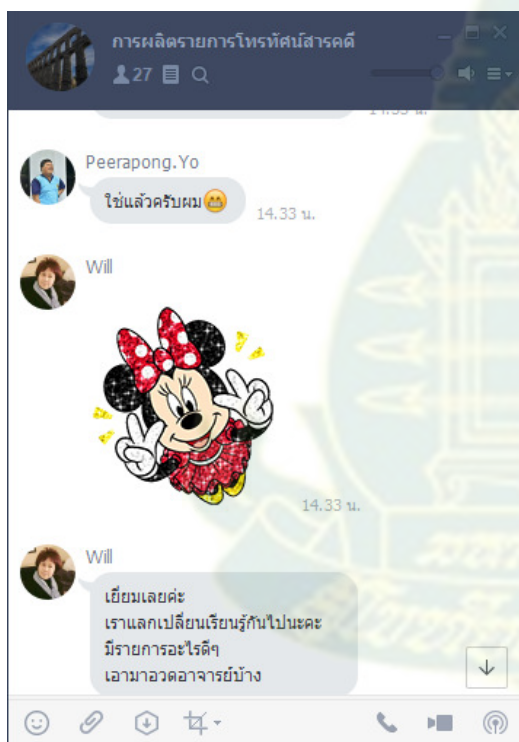 การผลิตรายการโทรทัศน์สารคดี
27
Peerapong.Yo
ใช่แล้วครับผม
14.33 น.
Will
14.33 น.
Will
เยี่ยมเลยค่ะ
เราแลกเปลี่ยนเรียนรู้กันไปนะคะ
มีรายการอะไรดีๆ
เอามาอวดอาจารย์บ้าง